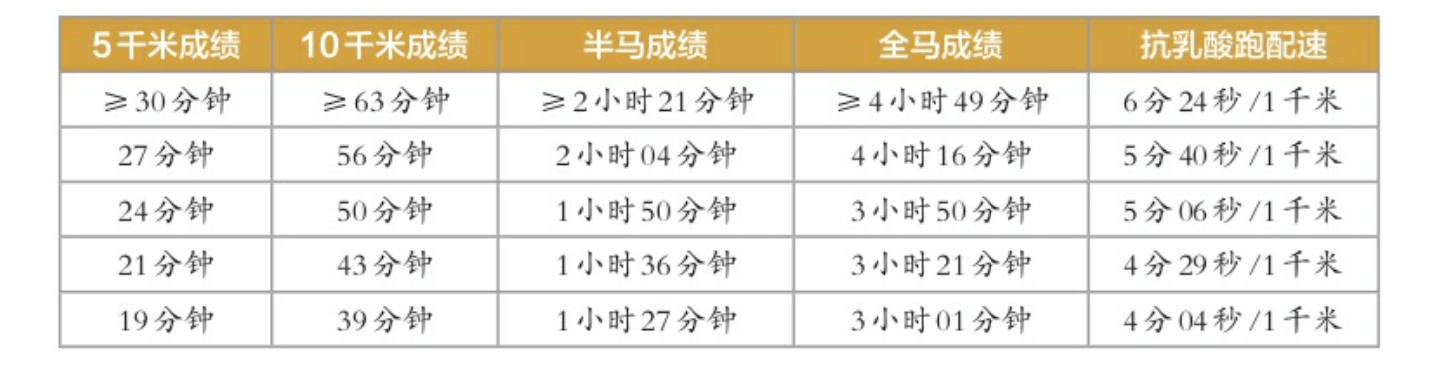 5千米成绩 10千米成绩 半马成绩 全马成绩 抗乳酸跑配速
≥30分钟 ≥63分钟 ≥2小时21分钟 ≥4小时49分钟 6分24秒/1千米
27分钟 56分钟 2小时04分钟 4小时16分钟 5分40秒/1千米
24分钟 50分钟 1小时50分钟 3小时50分钟 5分06秒/1千米
21分钟 43分钟 1小时36分钟 3小时21分钟 4分29秒/1千米
19分钟 39分钟 1小时27分钟 3小时01分钟 4分04秒/1千米